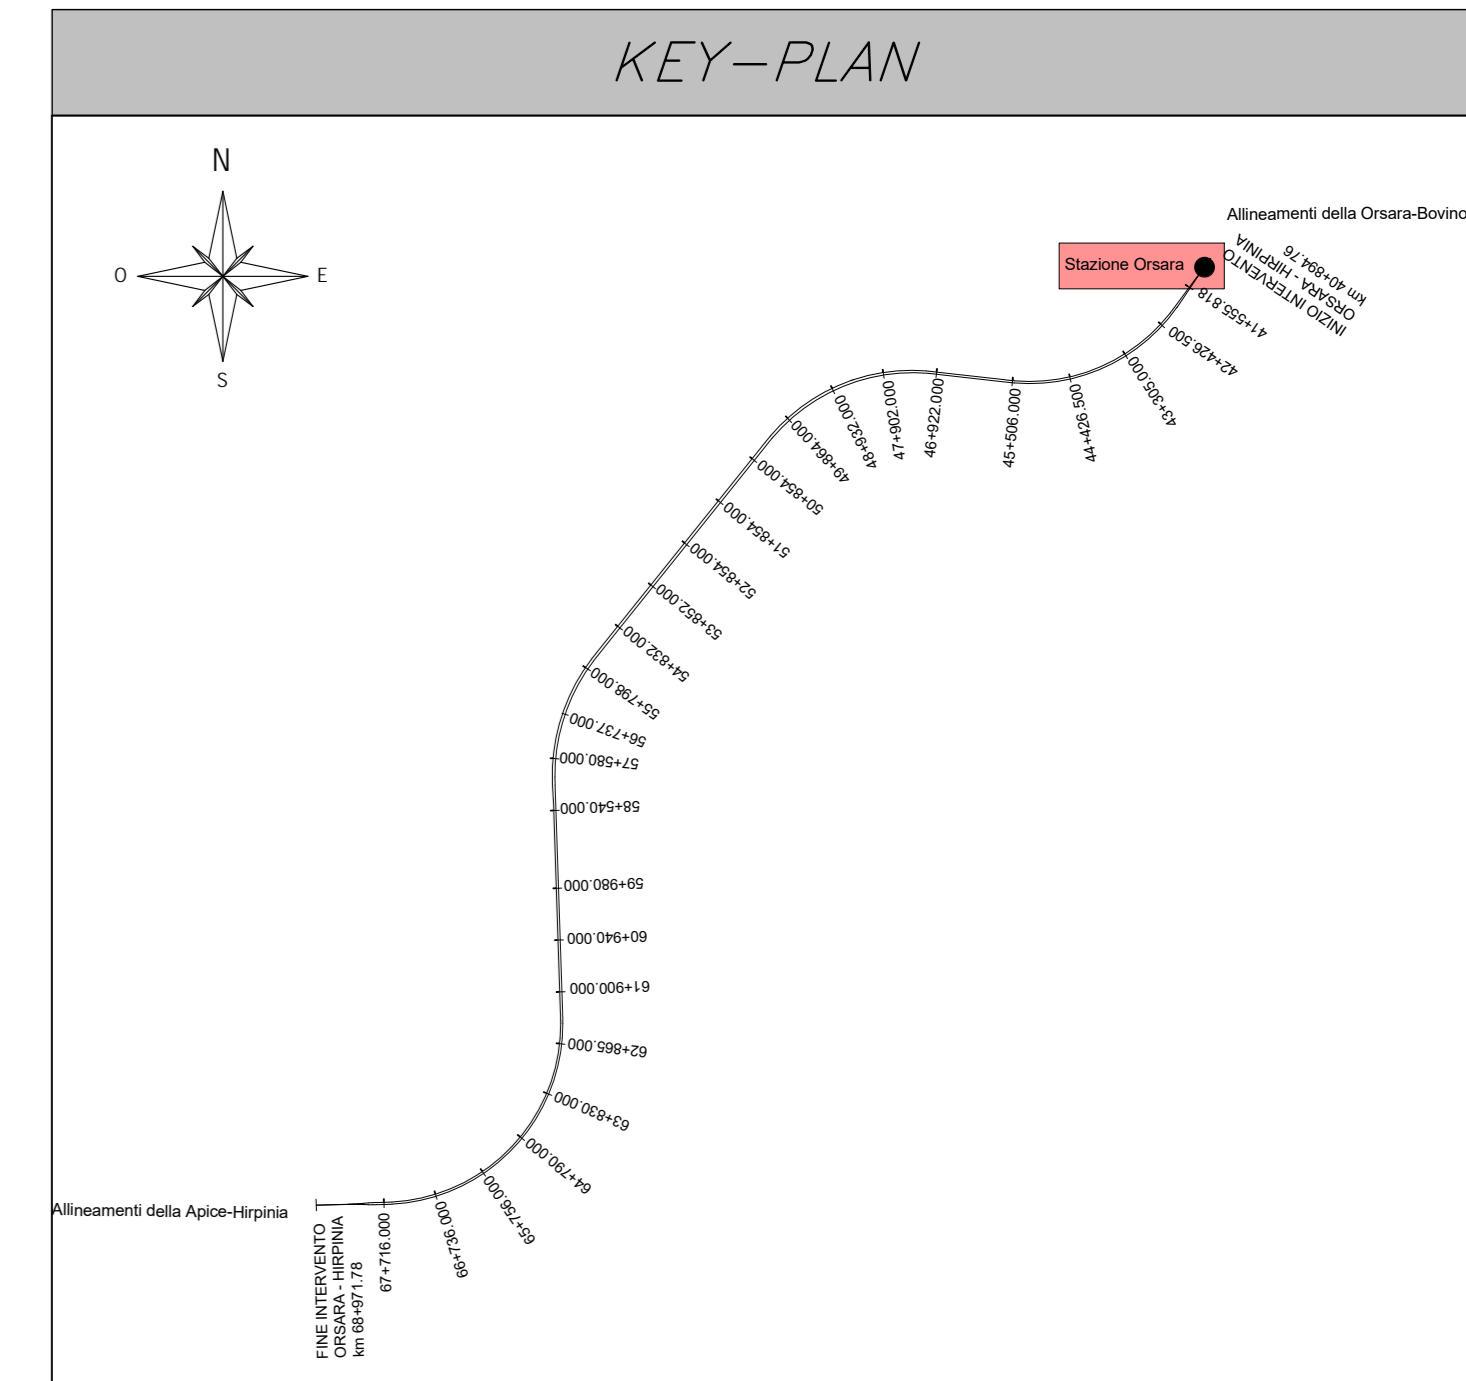 KEY-PLAN
N
O
E
S
Allineamenti della Orsara-Bovino
Stazione Orsara
INIZIO INTERVENTO
ORSARA - HIRPINIA
km 40+894.76
41+555.818
42+426.500
43+305.000
44+426.500
45+506.000
46+922.000
47+902.000
48+932.000
49+864.000
50+854.000
51+854.000
52+854.000
53+852.000
54+832.000
55+798.000
56+737.000
57+580.000
58+540.000
59+980.000
60+940.000
61+900.000
62+865.000
63+830.000
64+790.000
65+756.000
66+736.000
67+716.000
Allineamenti della Apice-Hirpinia
FINE INTERVENTO
ORSARA - HIRPINIA
km 68+971.78